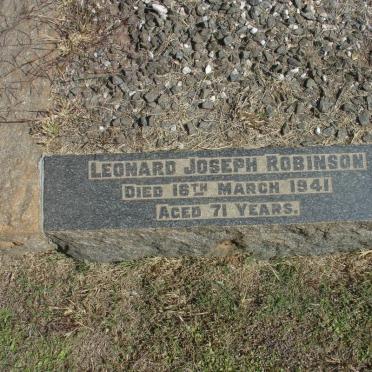 LEONARD JOSEPH ROBINSON
DIED 16TH MARCH 1941
AGED 71 YEARS.